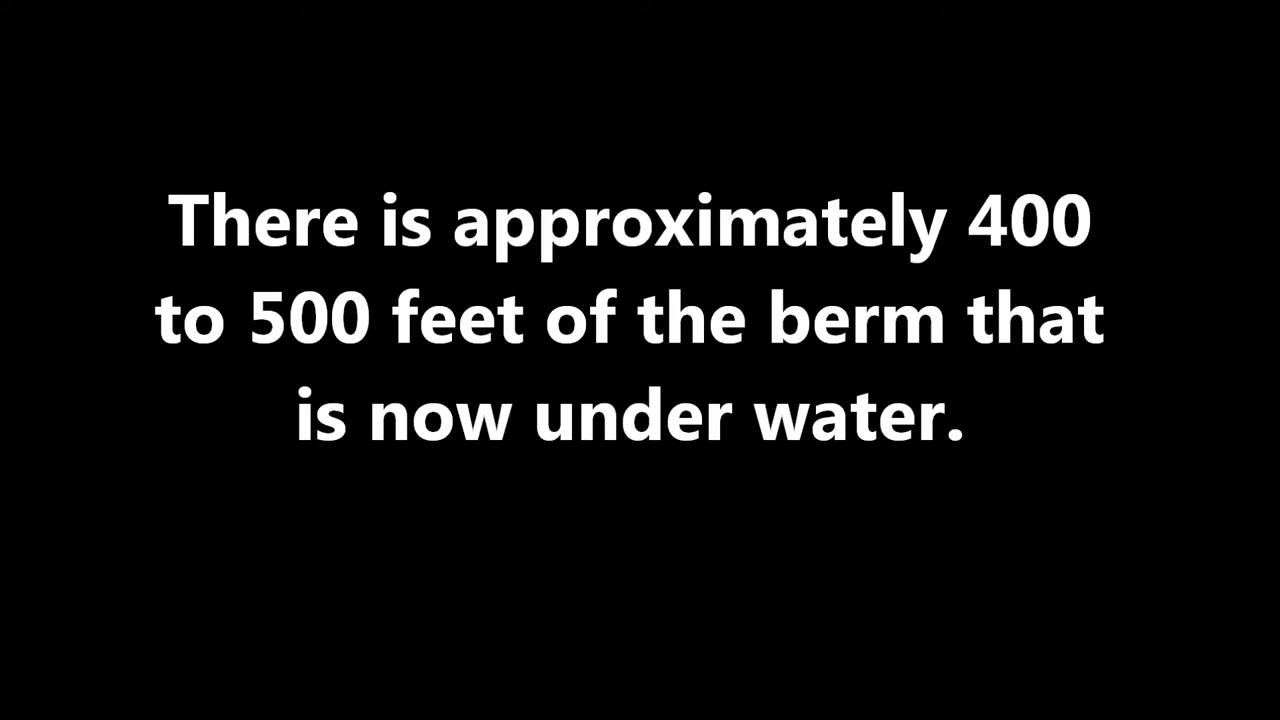 There is approximately 400
to 500 feet of the berm that
is now under water.